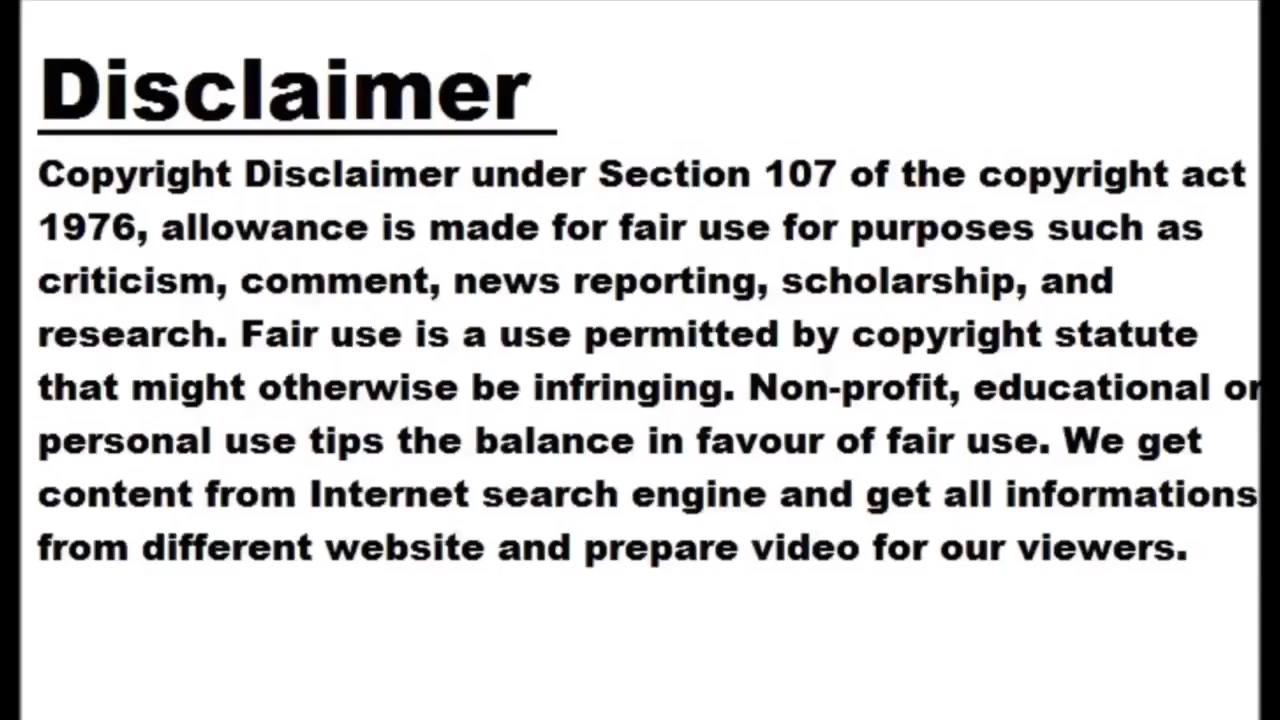 Disclaimer
Copyright Disclaimer under Section 107 of the copyright act
1976, allowance is made for fair use for purposes such as
criticism, comment, news reporting, scholarship, and
research. Fair use is a use permitted by copyright statute
that might otherwise be infringing. Non-profit, educational or
personal use tips the balance in favour of fair use. We get
content from Internet search engine and get all informations
from different website and prepare video for our viewers.